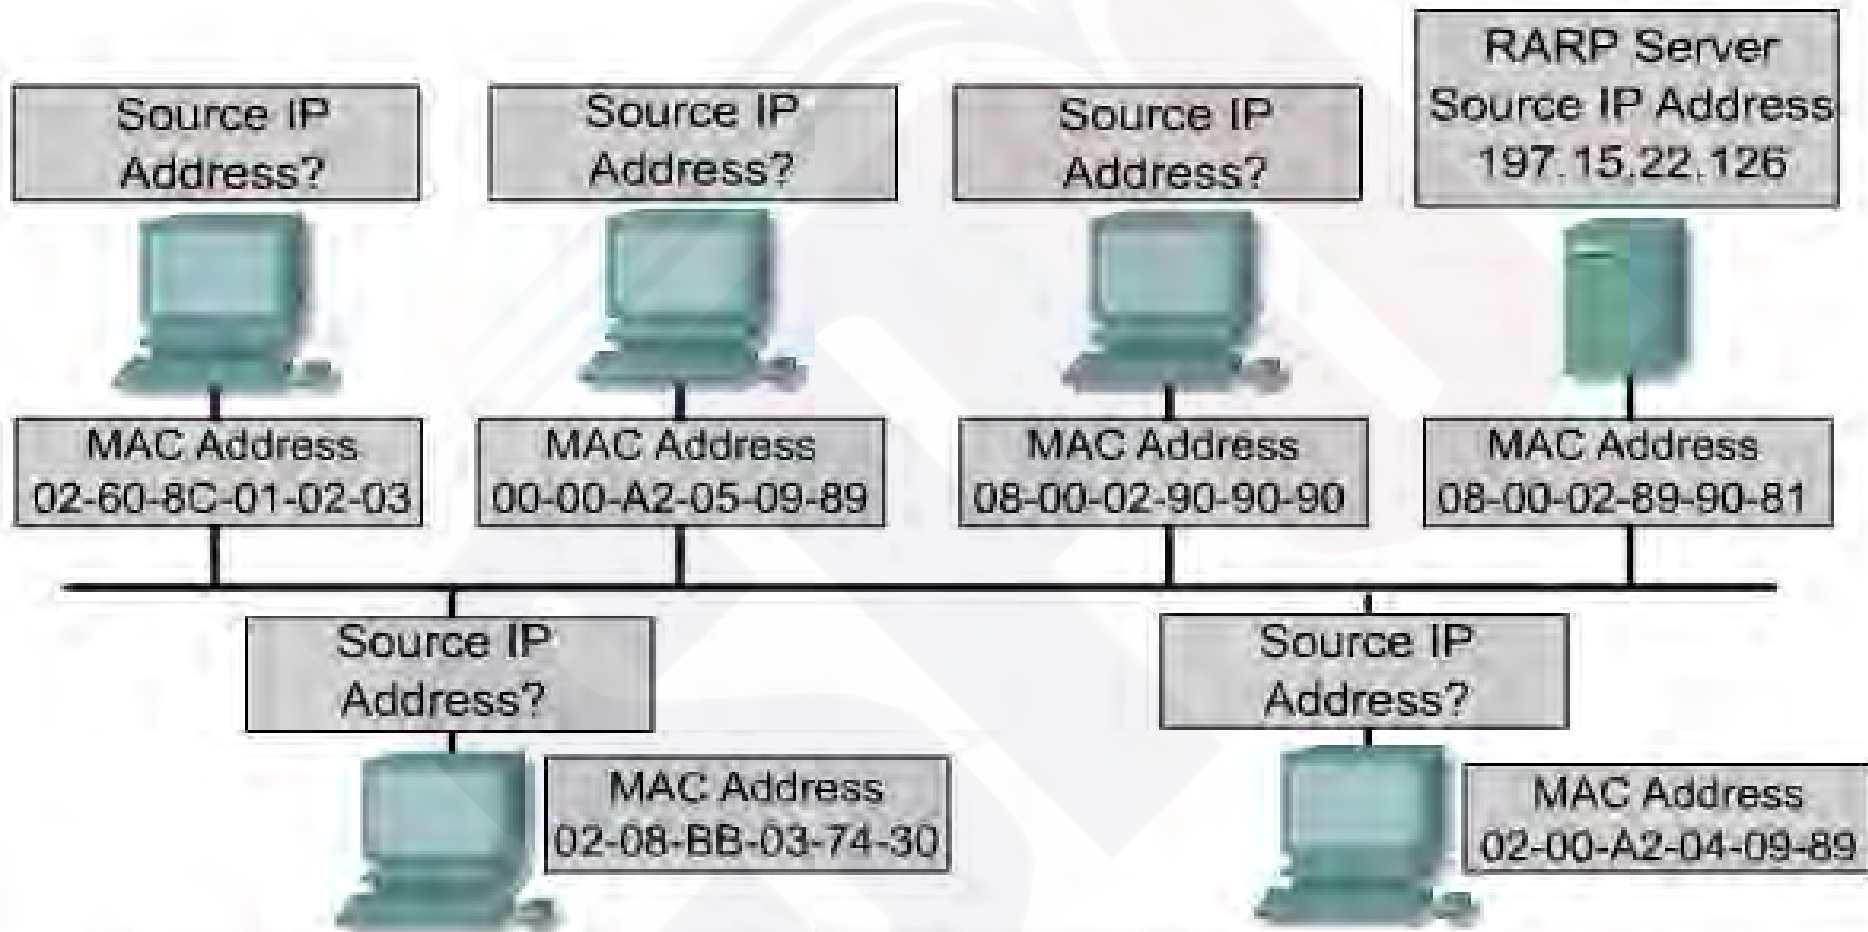 Source IP
Address?
Source IP
Address?
Source IP
Address?
RARP Server
Source IP Address
197.15.22.126
MAC Address
02-60-8C-01-02-03
MAC Address
00-00-A2-05-09-89
MAC Address
08-00-02-90-90-90
MAC Address
08-00-02-89-90-81
Source IP
Address?
MAC Address
02-08-BB-03-74-30
Source IP
Address?
MAC Address
02-00-A2-04-09-89